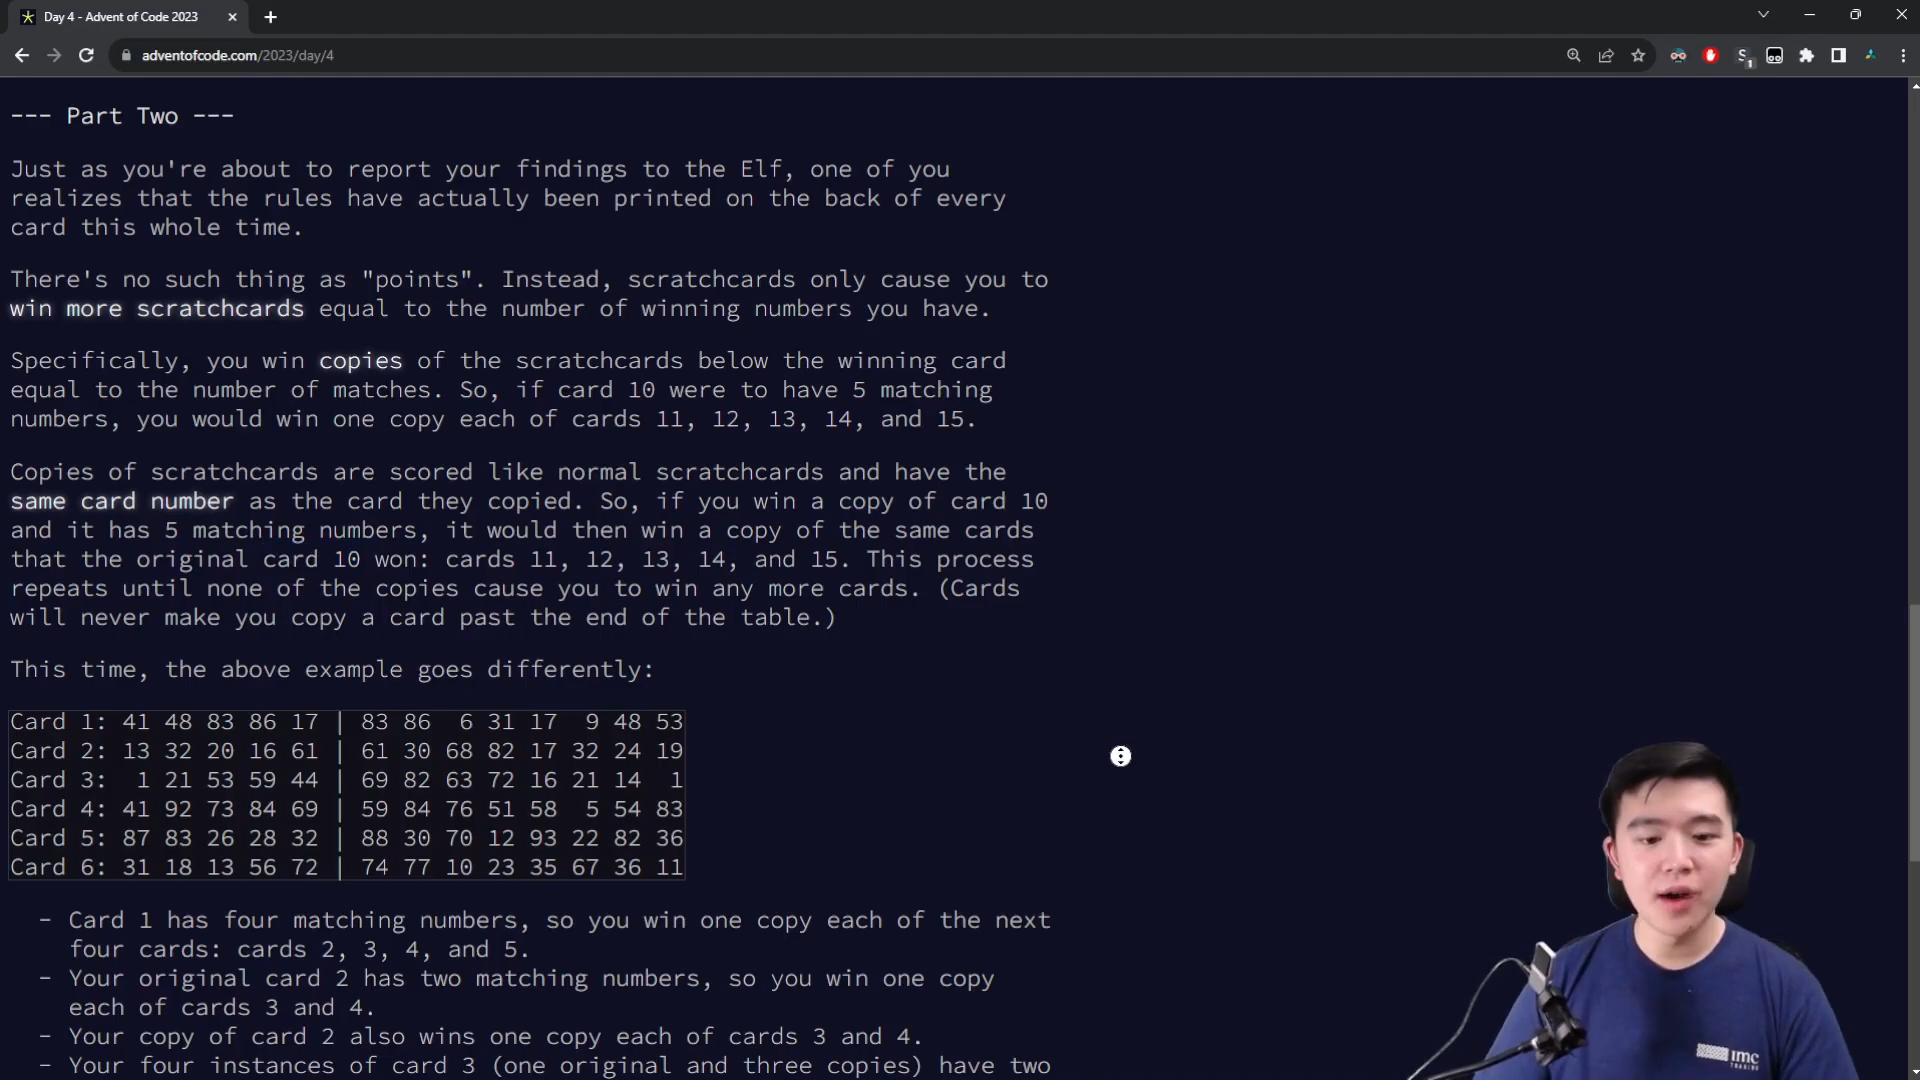 Day 4 - Advent of Code 2023
adventofcode.com/2023/day/4
--- Part Two ---
Just as you're about to report your findings to the Elf, one of you
realizes that the rules have actually been printed on the back of every
card this whole time.
There's no such thing as "points". Instead, scratchcards only cause you to
win more scratchcards equal to the number of winning numbers you have.
Specifically, you win copies of the scratchcards below the winning card
equal to the number of matches. So, if card 10 were to have 5 matching
numbers, you would win one copy each of cards 11, 12, 13, 14, and 15.
Copies of scratchcards are scored like normal scratchcards and have the
same card number as the card they copied. So, if you win a copy of card 10
and it has 5 matching numbers, it would then win a copy of the same cards
that the original card 10 won: cards 11, 12, 13, 14, and 15. This process
repeats until none of the copies cause you to win any more cards. (Cards
will never make you copy a card past the end of the table.)
This time, the above example goes differently:
Card 1: 41 48 83 86 17 | 83 86  6 31 17  9 48 53
Card 2: 13 32 20 16 61 | 61 30 68 82 17 32 24 19
Card 3:  1 21 53 59 44 | 69 82 63 72 16 21 14  1
Card 4: 41 92 73 84 69 | 59 84 76 51 58  5 54 83
Card 5: 87 83 26 28 32 | 88 30 70 12 93 22 82 36
Card 6: 31 18 13 56 72 | 74 77 10 23 35 67 36 11
- Card 1 has four matching numbers, so you win one copy each of the next
four cards: cards 2, 3, 4, and 5.
- Your original card 2 has two matching numbers, so you win one copy
each of cards 3 and 4.
- Your copy of card 2 also wins one copy each of cards 3 and 4.
- Your four instances of card 3 (one original and three copies) have two
imc
TRADING